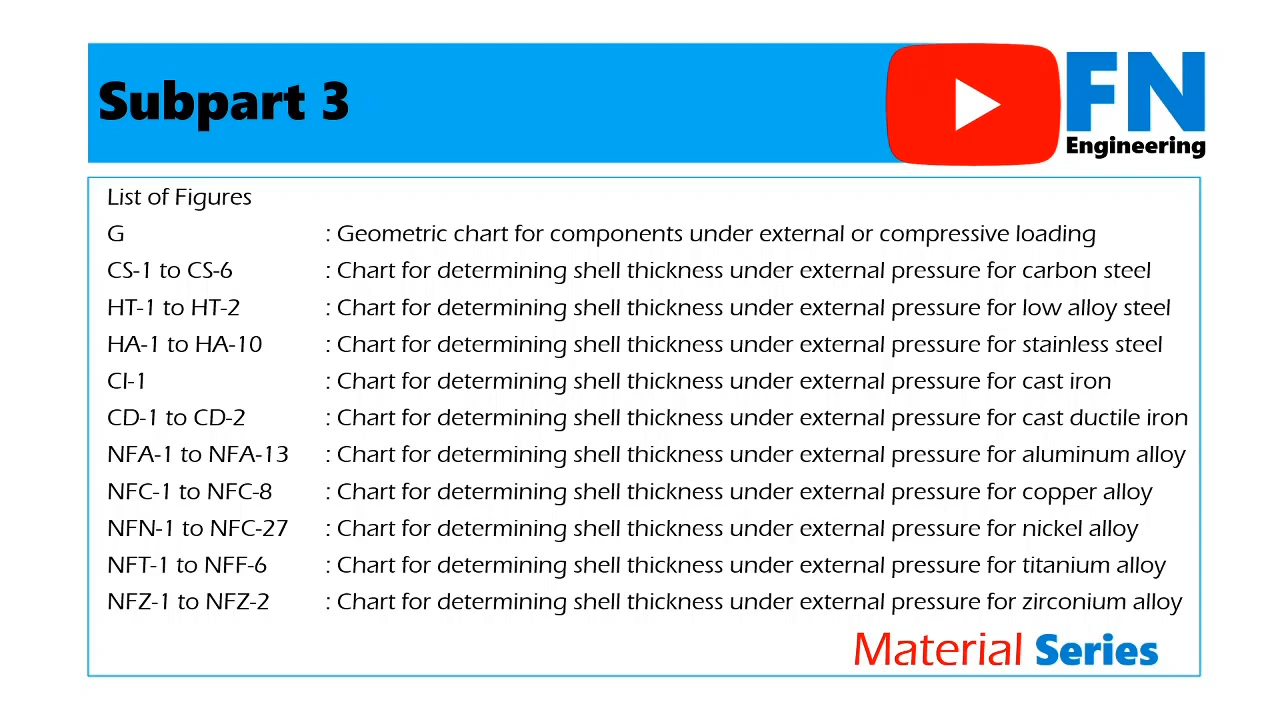 Subpart 3
FN
Engineering
List of Figures
G : Geometric chart for components under external or compressive loading
CS-1 to CS-6 : Chart for determining shell thickness under external pressure for carbon steel
HT-1 to HT-2 : Chart for determining shell thickness under external pressure for low alloy steel
HA-1 to HA-10 : Chart for determining shell thickness under external pressure for stainless steel
CI-1 : Chart for determining shell thickness under external pressure for cast iron
CD-1 to CD-2 : Chart for determining shell thickness under external pressure for cast ductile iron
NFA-1 to NFA-13 : Chart for determining shell thickness under external pressure for aluminum alloy
NFC-1 to NFC-8 : Chart for determining shell thickness under external pressure for copper alloy
NFN-1 to NFC-27 : Chart for determining shell thickness under external pressure for nickel alloy
NFT-1 to NFF-6 : Chart for determining shell thickness under external pressure for titanium alloy
NFZ-1 to NFZ-2 : Chart for determining shell thickness under external pressure for zirconium alloy
Material Series